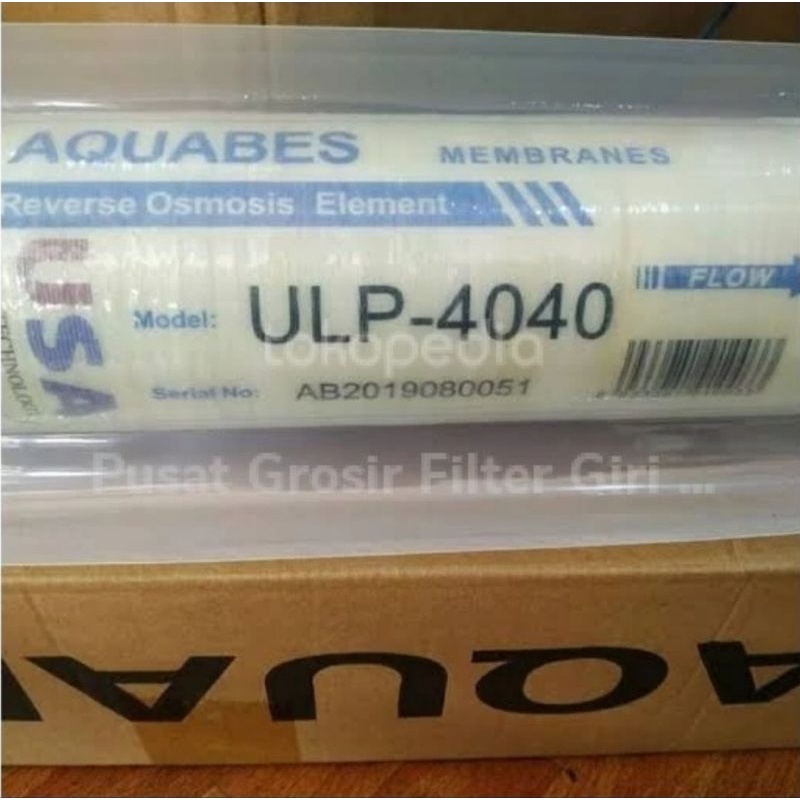 AQUABES MEMBRANES
Reverse Osmosis Element
USA
TECHNOLOGY
FLOW
Model: ULP-4040
tokopedia
Serial No: AB2019080051
Pusat Grosir Filter Giri ...
AQUA